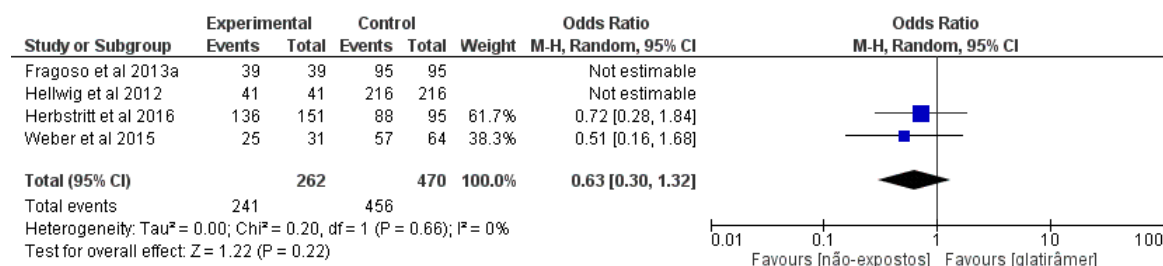 Experimental Control Odds Ratio Odds Ratio
Study or Subgroup Events Total Events Total Weight M-H, Random, 95% CI M-H, Random, 95% CI
Fragoso et al 2013a 39 39 95 95 Not estimable
Hellwig et al 2012 41 41 216 216 Not estimable
Herbstritt et al 2016 136 151 88 95 61.7% 0.72 [0.28, 1.84]
Weber et al 2015 25 31 57 64 38.3% 0.51 [0.16, 1.68]
Total (95% CI) 262 470 100.0% 0.63 [0.30, 1.32]
Total events 241 456
Heterogeneity: Tau² = 0.00; Chi² = 0.20, df = 1 (P = 0.66); I² = 0%
Test for overall effect: Z = 1.22 (P = 0.22)
0.01 0.1 1 10 100
Favours [não-expostos] Favours [glatirâmer]